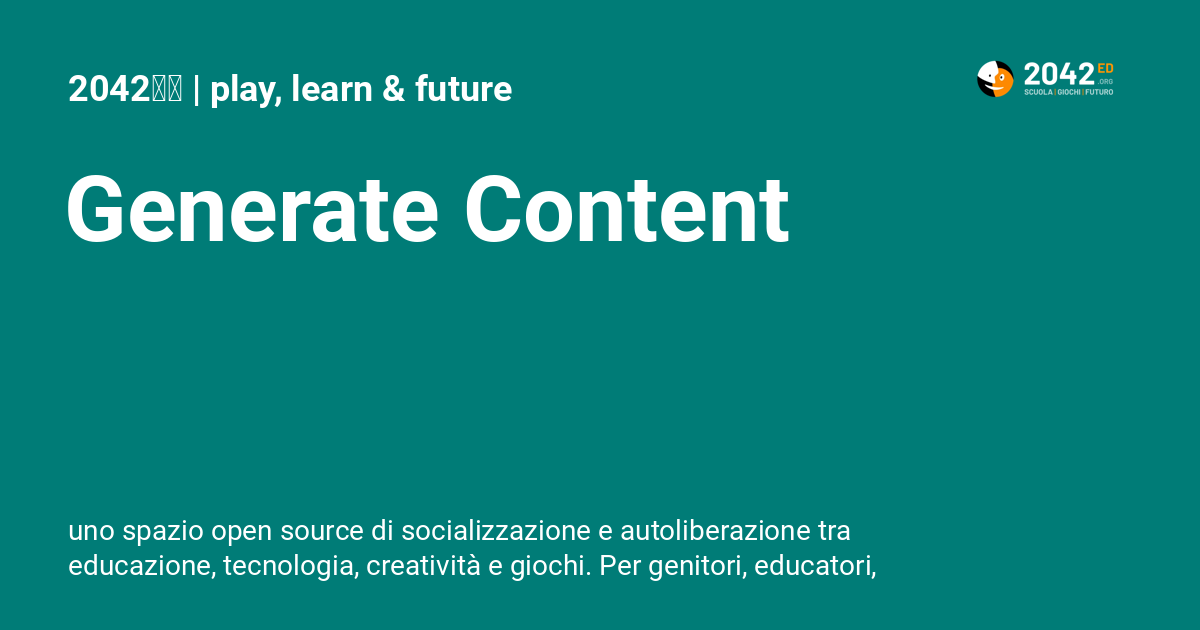 2042 | play, learn & future
2042 ED
.ORG
SCUOLA | GIOCHI | FUTURO
Generate Content
uno spazio open source di socializzazione e autoliberazione tra
educazione, tecnologia, creatività e giochi. Per genitori, educatori,